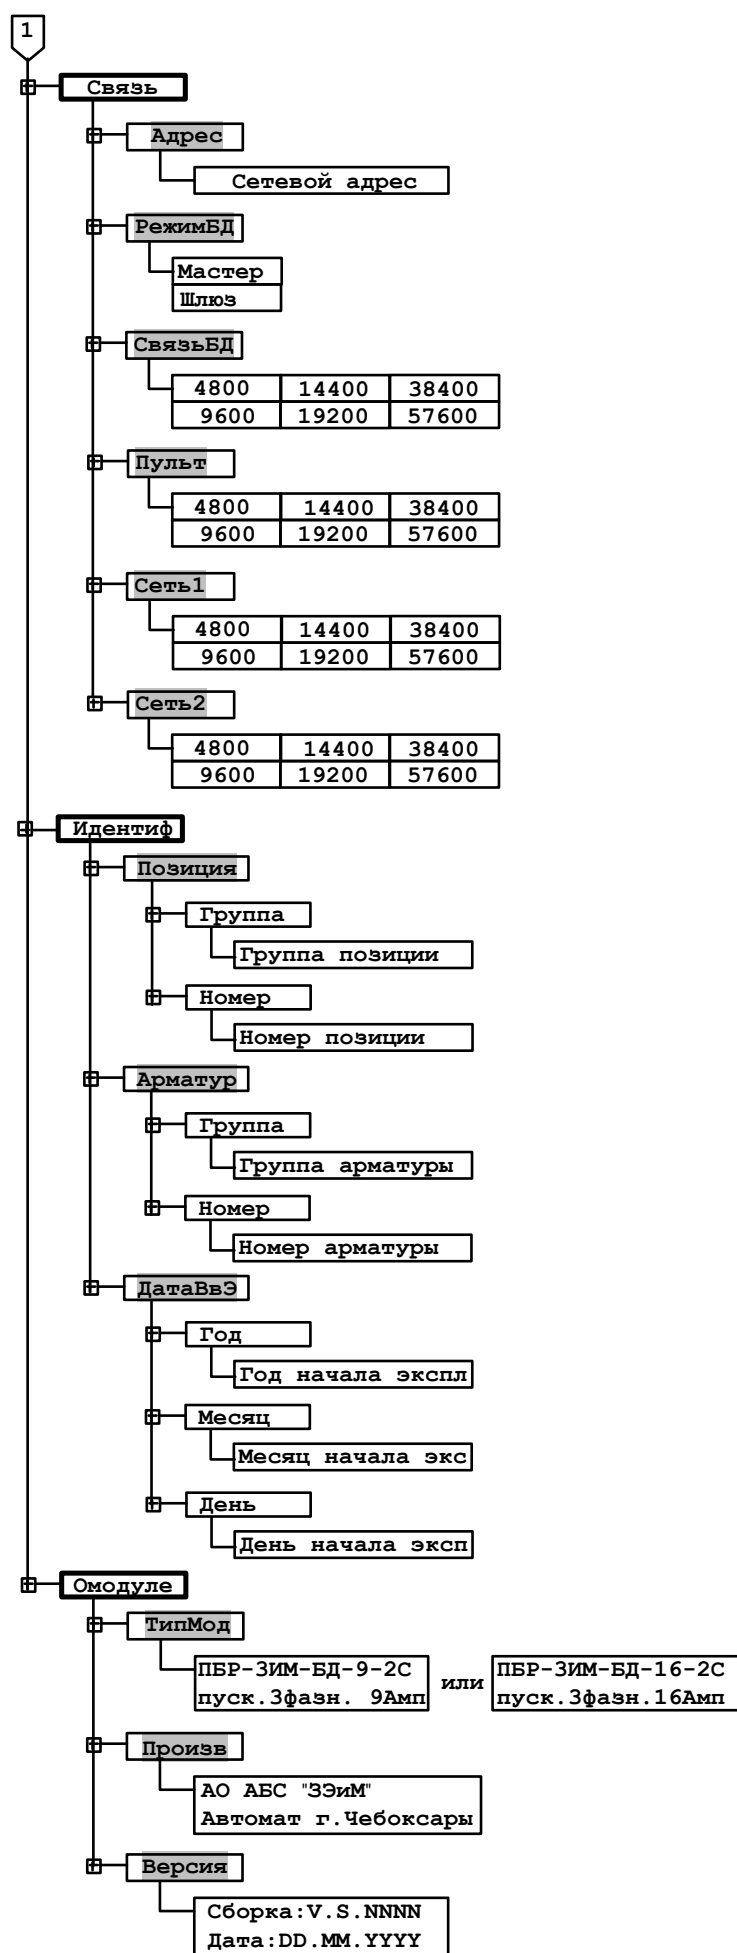 1
Связь
Адрес
Сетевой адрес
РежимБД
Мастер
Шлюз
СвязьБД
4800 14400 38400
9600 19200 57600
Пульт
4800 14400 38400
9600 19200 57600
Сеть1
4800 14400 38400
9600 19200 57600
Сеть2
4800 14400 38400
9600 19200 57600
Идентиф
Позиция
Группа
Группа позиции
Номер
Номер позиции
Арматур
Группа
Группа арматуры
Номер
Номер арматуры
ДатаВвЭ
Год
Год начала экспл
Месяц
Месяц начала экс
День
День начала эксп
Омодуле
ТипМод
ПБР-ЗИМ-БД-9-2С или ПБР-ЗИМ-БД-16-2С
пуск.3фазн. 9Амп пуск.3фазн.16Амп
Произв
АО АБС "ЗЭиМ"
Автомат г.Чебоксары
Версия
Сборка:V.S.NNNN
Дата:DD.MM.YYYY